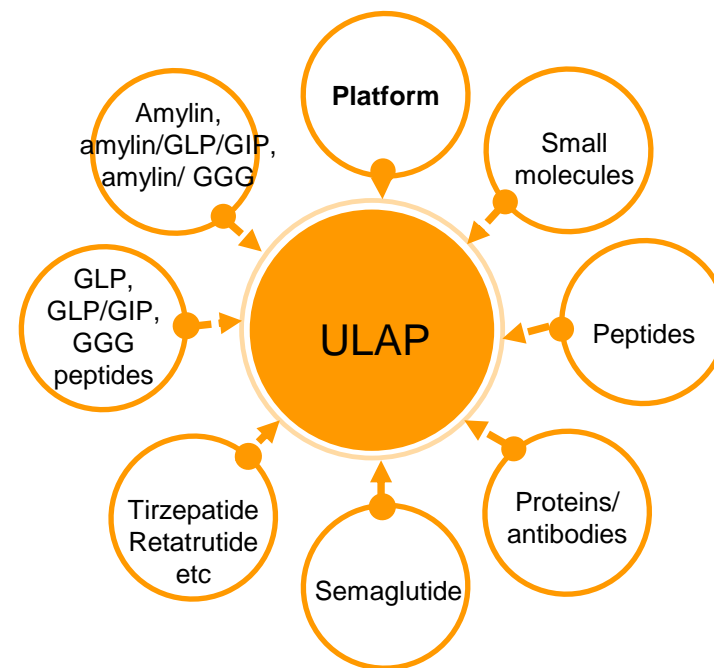 Platform
Amylin,
amylin/GLP/GIP,
amylin/ GGG
Small
molecules
GLP,
GLP/GIP,
GGG
peptides
ULAP
Peptides
Tirzepatide
Retatrutide
etc
Semaglutide
Proteins/
antibodies